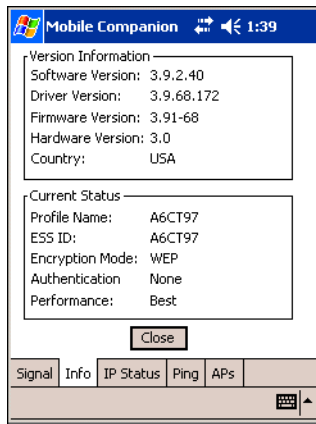 Mobile Companion 1:39
Version Information
Software Version: 3.9.2.40
Driver Version: 3.9.68.172
Firmware Version: 3.91-68
Hardware Version: 3.0
Country: USA
Current Status
Profile Name: A6CT97
ESS ID: A6CT97
Encryption Mode: WEP
Authentication None
Performance: Best
Close
Signal Info IP Status Ping APs